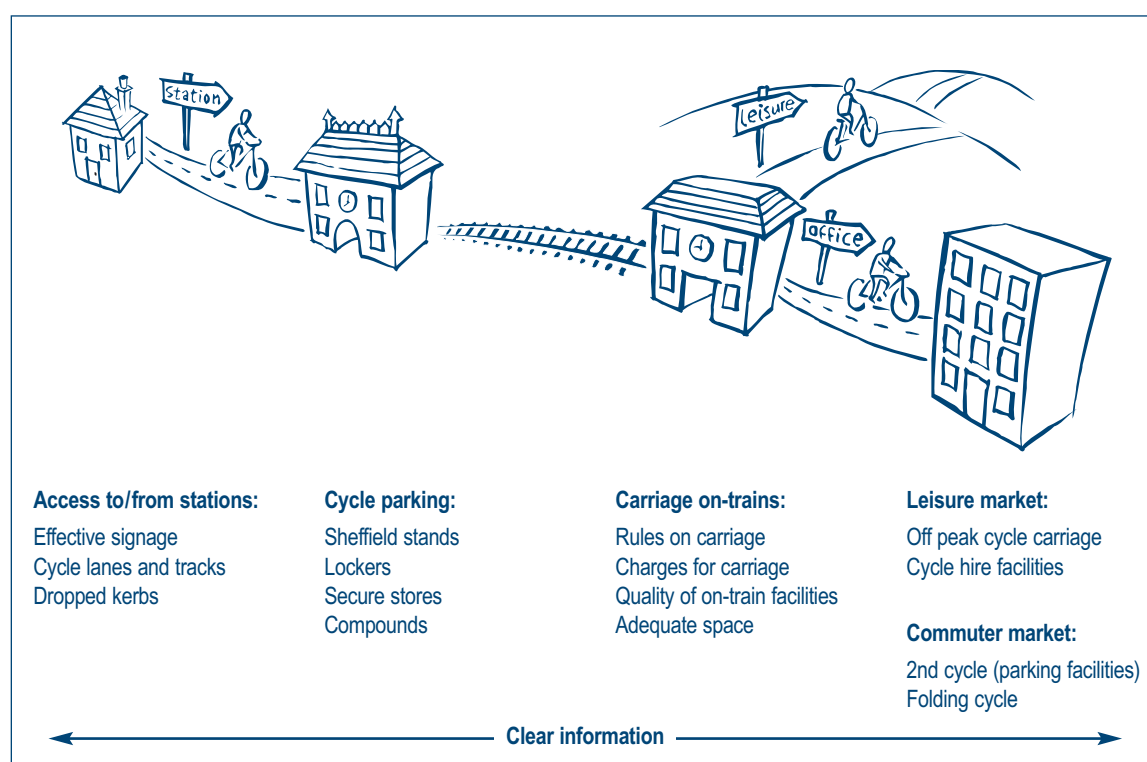 Station
Leisure
office
Access to/from stations:
Effective signage
Cycle lanes and tracks
Dropped kerbs
Cycle parking:
Sheffield stands
Lockers
Secure stores
Compounds
Carriage on-trains:
Rules on carriage
Charges for carriage
Quality of on-train facilities
Adequate space
Leisure market:
Off peak cycle carriage
Cycle hire facilities
Commuter market:
2nd cycle (parking facilities)
Folding cycle
Clear information